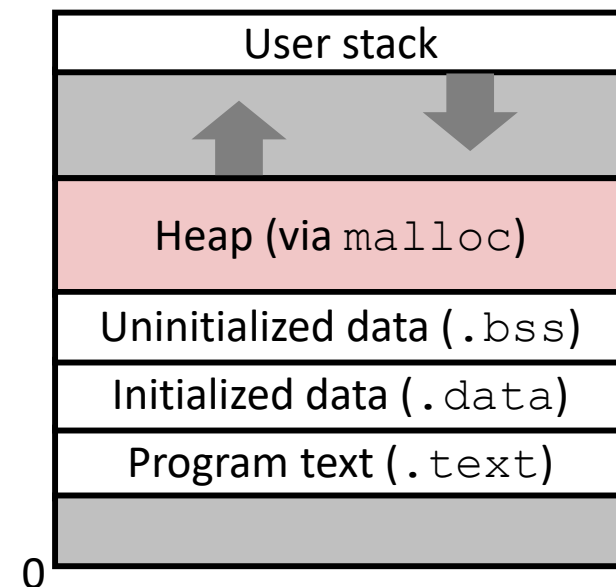 User stack
Heap (via malloc)
Uninitialized data (.bss)
Initialized data (.data)
Program text (.text)
0